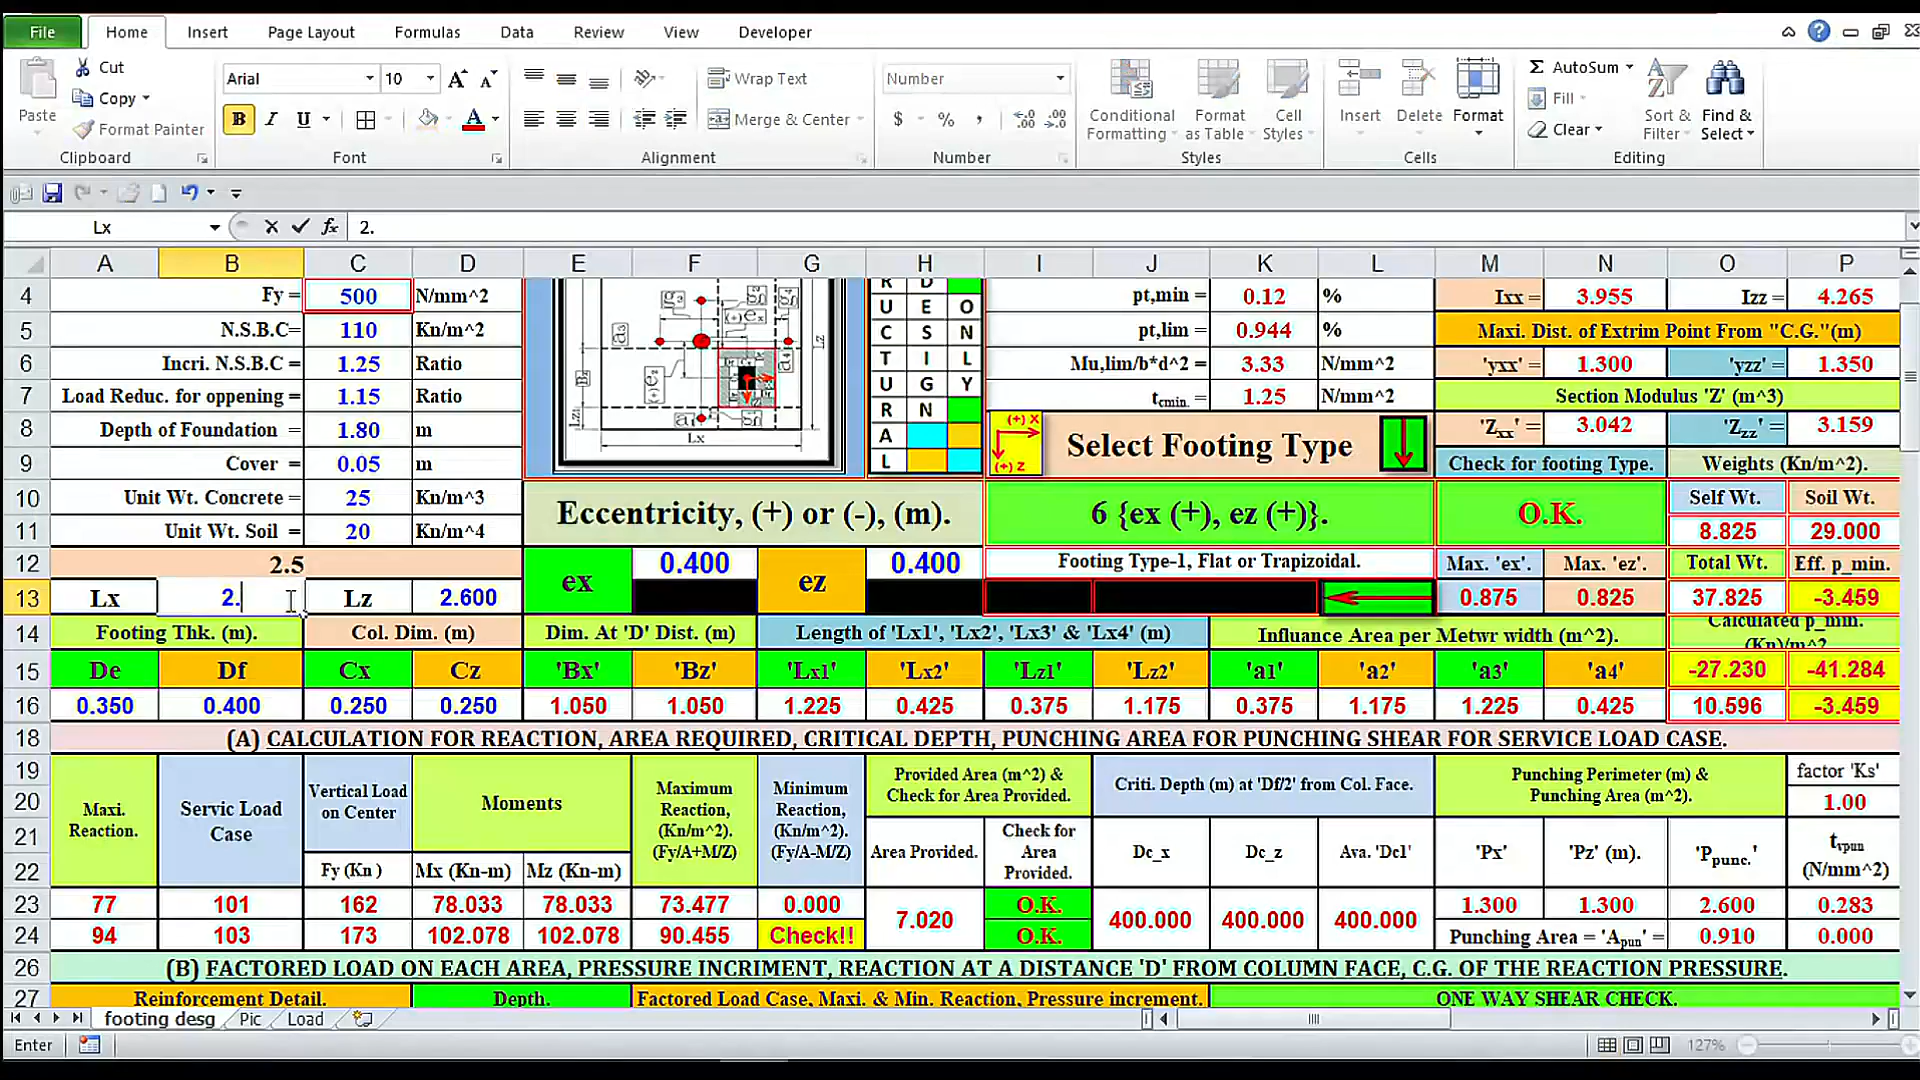 File Home Insert Page Layout Formulas Data Review View Developer
Paste Cut Copy Format Painter Clipboard
Arial 10 B I U A Font
Wrap Text Merge & Center Alignment
Number $ % , Number
Conditional Formatting Format as Table Cell Styles Styles
Insert Delete Format Cells
Σ AutoSum Fill Clear Sort & Filter Find & Select Editing
Lx fx 2.
A B C D E F G H I J K L M N O P
4 Fy = 500 N/mm^2 pt,min = 0.12 % Ixx = 3.955 Izz = 4.265
5 N.S.B.C= 110 Kn/m^2 pt,lim = 0.944 % Maxi. Dist. of Extrim Point From "C.G."(m)
6 Incri. N.S.B.C = 1.25 Ratio Mu,lim/b*d^2 = 3.33 N/mm^2 'yxx' = 1.300 'yzz' = 1.350
7 Load Reduc. for oppening = 1.15 Ratio tcmin. = 1.25 N/mm^2 Section Modulus 'Z' (m^3)
8 Depth of Foundation = 1.80 m Lx Select Footing Type 'Zxx' = 3.042 'Zzz' = 3.159
(+) X
(+) Z
9 Cover = 0.05 m Check for footing Type. Weights (Kn/m^2).
R D
U E O
C S N
T I L
U G Y
R N
A
L
10 Unit Wt. Concrete = 25 Kn/m^3 Eccentricity, (+) or (-), (m). 6 {ex (+), ez (+)}. O.K. Self Wt. Soil Wt.
11 Unit Wt. Soil = 20 Kn/m^4 8.825 29.000
12 2.5 ex 0.400 ez 0.400 Footing Type-1, Flat or Trapizoidal. Max. 'ex'. Max. 'ez'. Total Wt. Eff. p_min.
13 Lx 2. Lz 2.600 0.875 0.825 37.825 -3.459
14 Footing Thk. (m). Col. Dim. (m) Dim. At 'D' Dist. (m) Length of 'Lx1', 'Lx2', 'Lx3' & 'Lx4' (m) Influance Area per Metwr width (m^2). Calculated p_min. (Kn)/m^2
15 De Df Cx Cz 'Bx' 'Bz' 'Lx1' 'Lx2' 'Lz1' 'Lz2' 'a1' 'a2' 'a3' 'a4' -27.230 -41.284
16 0.350 0.400 0.250 0.250 1.050 1.050 1.225 0.425 0.375 1.175 0.375 1.175 1.225 0.425 10.596 -3.459
18 (A) CALCULATION FOR REACTION, AREA REQUIRED, CRITICAL DEPTH, PUNCHING AREA FOR PUNCHING SHEAR FOR SERVICE LOAD CASE.
19 Maxi. Reaction. Servic Load Case Vertical Load on Center Moments Maximum Reaction, (Kn/m^2). (Fy/A+M/Z) Minimum Reaction, (Kn/m^2). (Fy/A-M/Z) Provided Area (m^2) & Check for Area Provided. Criti. Depth (m) at 'Df/2' from Col. Face. Punching Perimeter (m) & Punching Area (m^2). factor 'Ks'
20 1.00
21 Area Provided. Check for Area Provided. Dc_x Dc_z Ava. 'Dc1' 'Px' 'Pz' (m). 'Ppunc.' tvpun (N/mm^2)
22 Fy (Kn ) Mx (Kn-m) Mz (Kn-m)
23 77 101 162 78.033 78.033 73.477 0.000 7.020 O.K. 400.000 400.000 400.000 1.300 1.300 2.600 0.283
24 94 103 173 102.078 102.078 90.455 Check!! O.K. Punching Area = 'Apun' = 0.910 0.000
26 (B) FACTORED LOAD ON EACH AREA, PRESSURE INCRIMENT, REACTION AT A DISTANCE 'D' FROM COLUMN FACE, C.G. OF THE REACTION PRESSURE.
27 Reinforcement Detail. Depth. Factored Load Case, Maxi. & Min. Reaction, Pressure increment. ONE WAY SHEAR CHECK.
footing desg Pic Load
Enter 127%